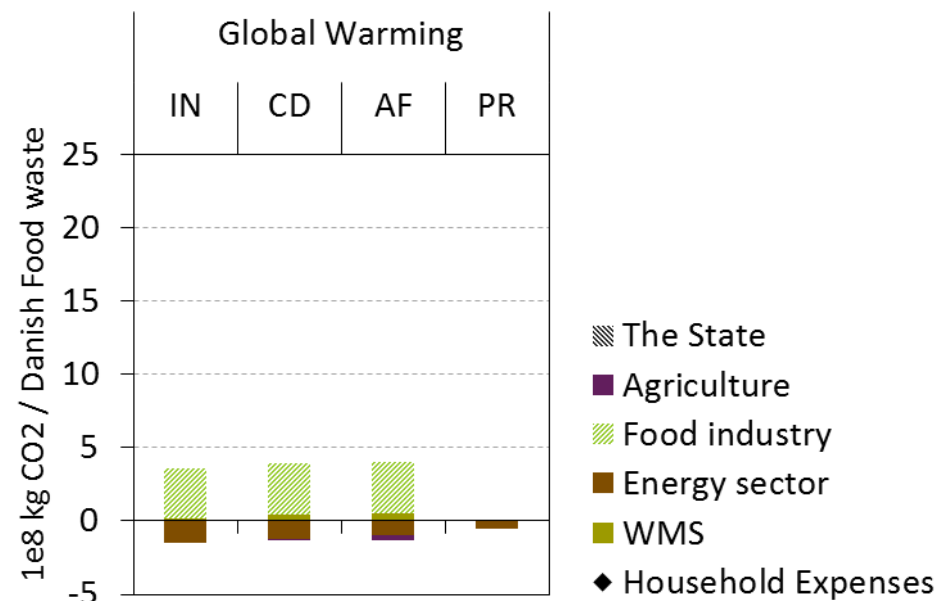 Global Warming
IN CD AF PR
1e8 kg CO2 / Danish Food waste
25
20
15
10
5
0
-5
The State
Agriculture
Food industry
Energy sector
WMS
Household Expenses